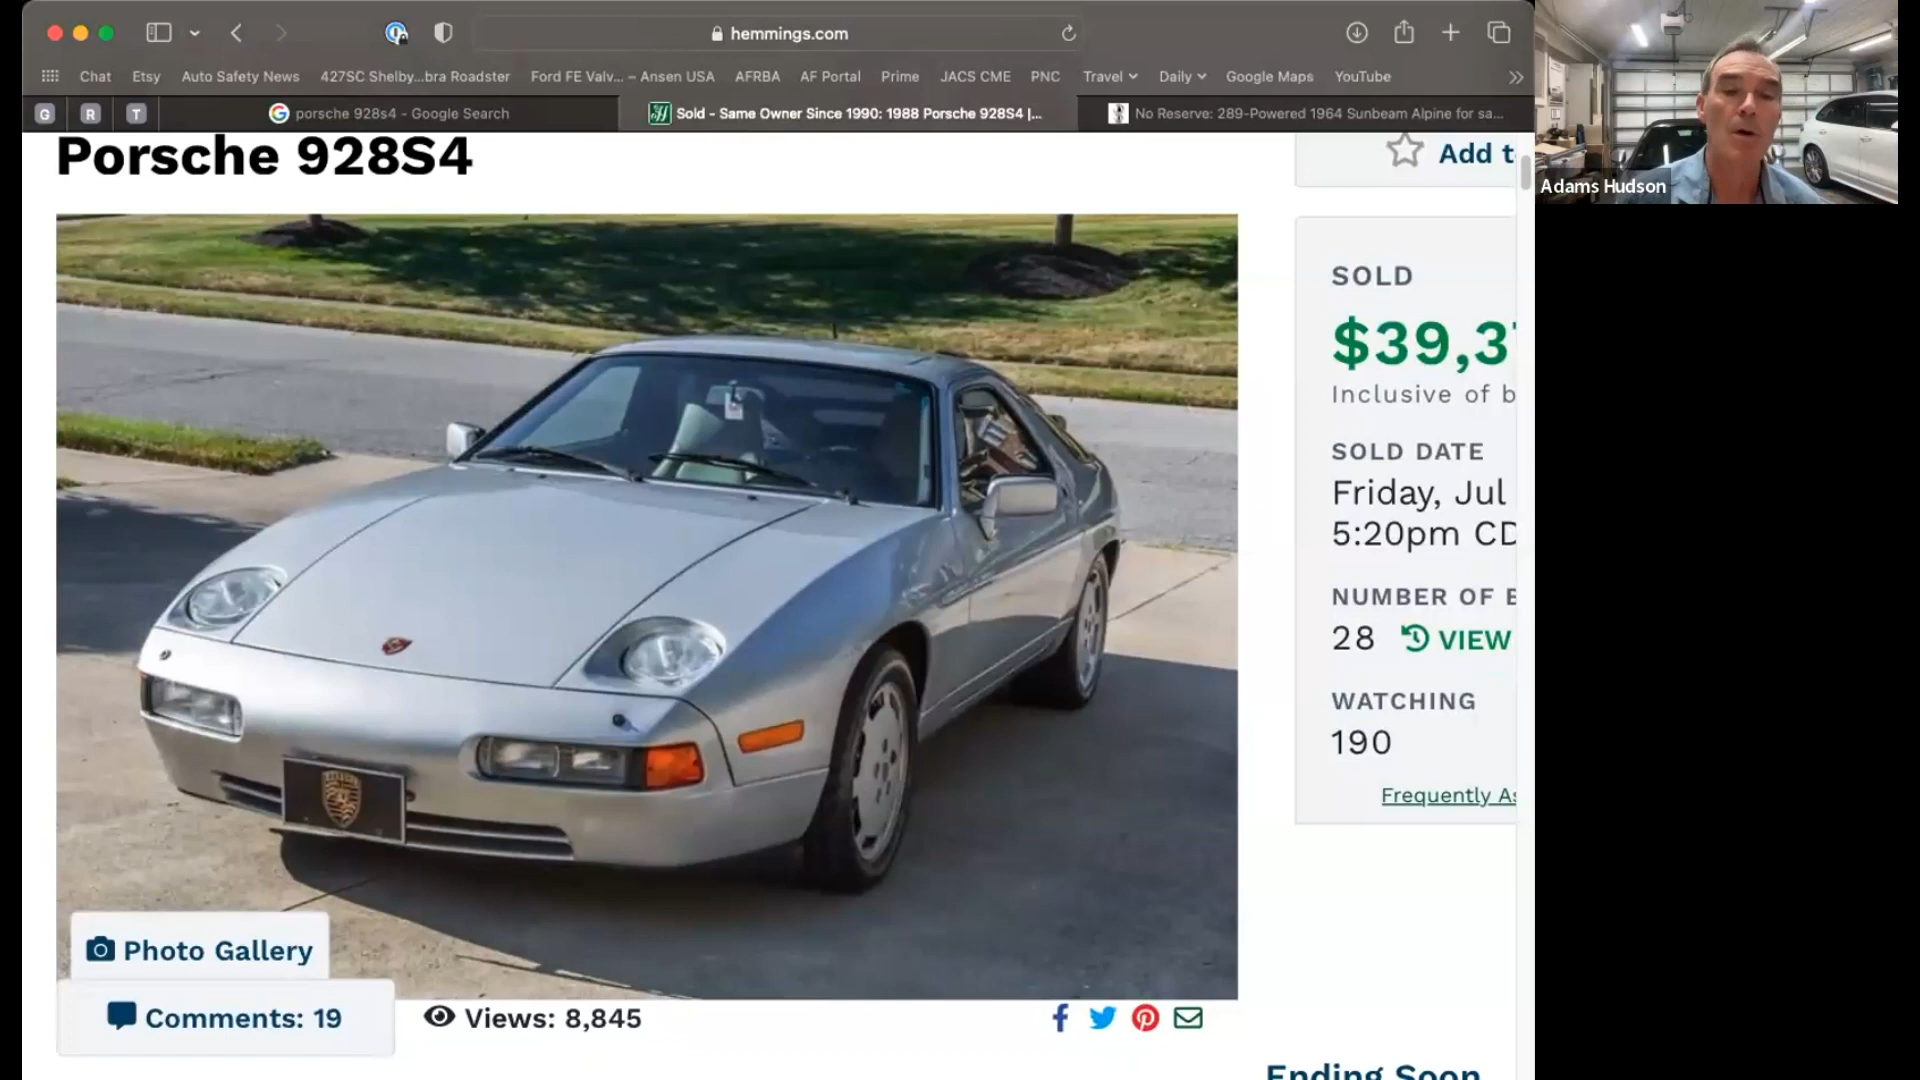 hemmings.com
Chat Etsy Auto Safety News 427SC Shelby...bra Roadster Ford FE Valv... – Ansen USA AFRBA AF Portal Prime JACS CME PNC Travel Daily Google Maps YouTube
G R T porsche 928s4 - Google Search Sold - Same Owner Since 1990: 1988 Porsche 928S4 |... No Reserve: 289-Powered 1964 Sunbeam Alpine for sa...
Porsche 928S4
Add t
Adams Hudson
SOLD
$39,3
Inclusive of b
SOLD DATE
Friday, Jul
5:20pm CD
NUMBER OF B
28 VIEW
WATCHING
190
Frequently As
Photo Gallery
Comments: 19
Views: 8,845
Ending Soon